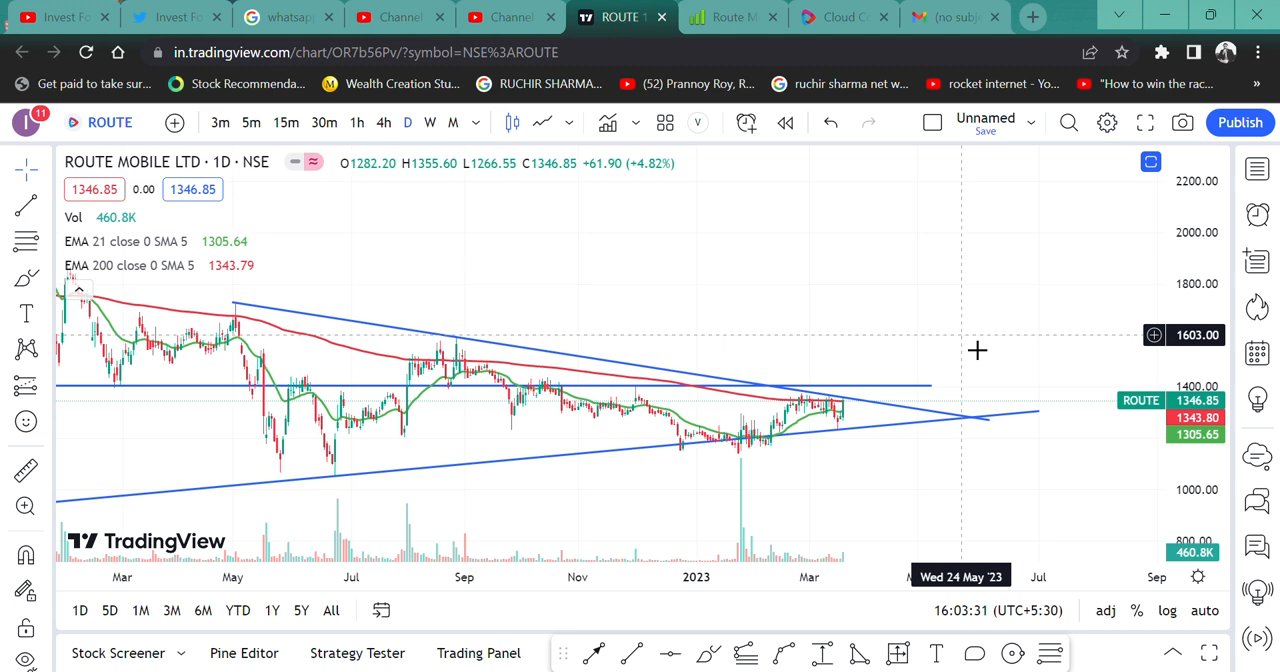 Invest Fo
Invest Fo
whatsap
Channel
Channel
ROUTE 1
Route M
Cloud C
(no subj
in.tradingview.com/chart/OR7b56Pv/?symbol=NSE%3AROUTE
Get paid to take sur...
Stock Recommenda...
Wealth Creation Stu...
RUCHIR SHARMA...
(52) Prannoy Roy, R...
ruchir sharma net w...
rocket internet - Yo...
"How to win the rac...
I
11
ROUTE
3m 5m 15m 30m 1h 4h D W M
V
Unnamed
Save
Publish
ROUTE MOBILE LTD · 1D · NSE
O1282.20 H1355.60 L1266.55 C1346.85 +61.90 (+4.82%)
1346.85 0.00 1346.85
Vol 460.8K
EMA 21 close 0 SMA 5 1305.64
EMA 200 close 0 SMA 5 1343.79
2200.00
2000.00
1800.00
1603.00
1400.00
ROUTE 1346.85
1343.80
1305.65
1000.00
800.00
460.8K
TradingView
Mar May Jul Sep Nov 2023 Mar Wed 24 May '23 Jul Sep
1D 5D 1M 3M 6M YTD 1Y 5Y All
16:03:31 (UTC+5:30) adj % log auto
Stock Screener Pine Editor Strategy Tester Trading Panel